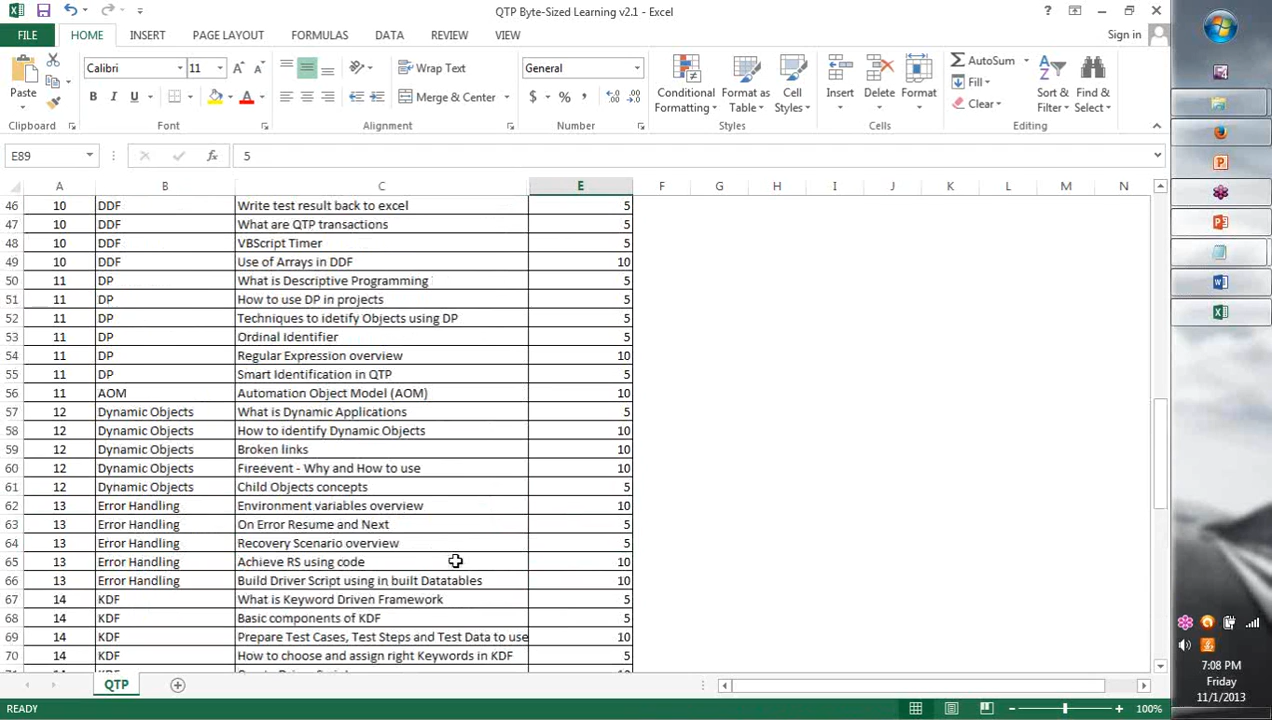 QTP Byte-Sized Learning v2.1 - Excel
FILE HOME INSERT PAGE LAYOUT FORMULAS DATA REVIEW VIEW Sign in
Paste
Calibri 11
B I U
Wrap Text
Merge & Center
General
$ % ,
Conditional Formatting
Format as Table
Cell Styles
Insert Delete Format
AutoSum
Fill
Clear
Sort & Filter
Find & Select
Clipboard Font Alignment Number Styles Cells Editing
E89 fx 5
A B C E F G H I J K L M N
46 10 DDF Write test result back to excel 5
47 10 DDF What are QTP transactions 5
48 10 DDF VBScript Timer 5
49 10 DDF Use of Arrays in DDF 10
50 11 DP What is Descriptive Programming 5
51 11 DP How to use DP in projects 5
52 11 DP Techniques to idetify Objects using DP 5
53 11 DP Ordinal Identifier 5
54 11 DP Regular Expression overview 10
55 11 DP Smart Identification in QTP 5
56 11 AOM Automation Object Model (AOM) 10
57 12 Dynamic Objects What is Dynamic Applications 5
58 12 Dynamic Objects How to identify Dynamic Objects 10
59 12 Dynamic Objects Broken links 10
60 12 Dynamic Objects Fireevent - Why and How to use 10
61 12 Dynamic Objects Child Objects concepts 5
62 13 Error Handling Environment variables overview 10
63 13 Error Handling On Error Resume and Next 5
64 13 Error Handling Recovery Scenario overview 5
65 13 Error Handling Achieve RS using code 10
66 13 Error Handling Build Driver Script using in built Datatables 10
67 14 KDF What is Keyword Driven Framework 5
68 14 KDF Basic components of KDF 5
69 14 KDF Prepare Test Cases, Test Steps and Test Data to use 10
70 14 KDF How to choose and assign right Keywords in KDF 5
QTP
READY 100%
7:08 PM
Friday
11/1/2013